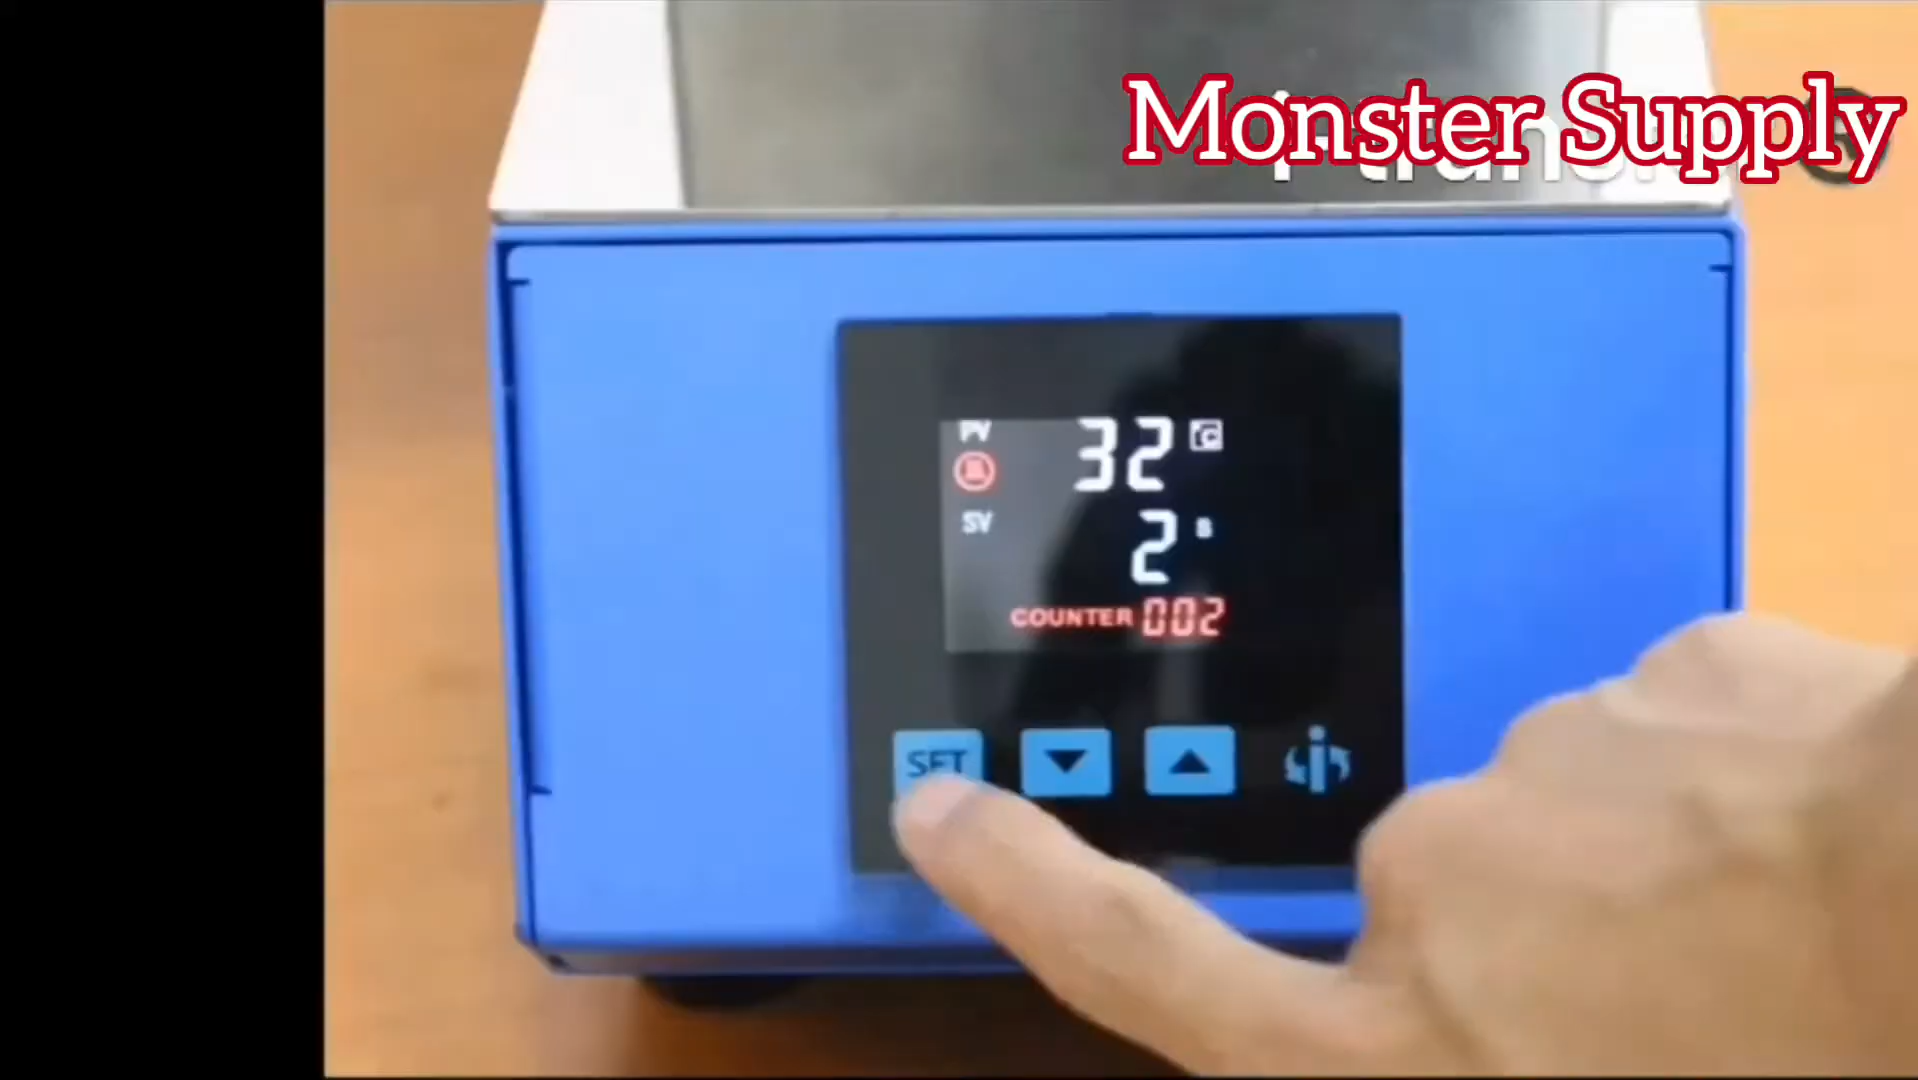 Monster Supply
PV 32 °C
SV 2 s
COUNTER 002
SET